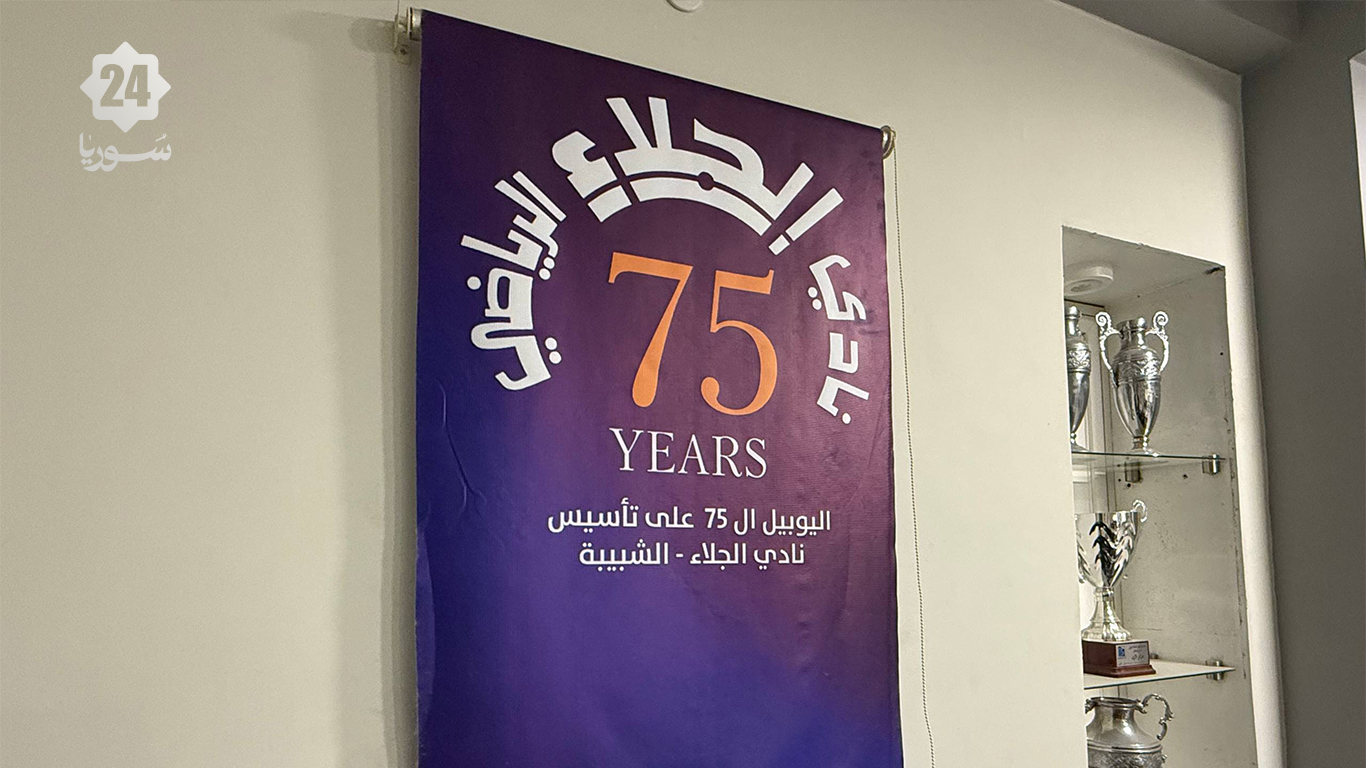 24
سوريا
نادي الجلاء الرياضي
75
YEARS
اليوبيل ال 75 على تأسيس
نادي الجلاء - الشبيبة